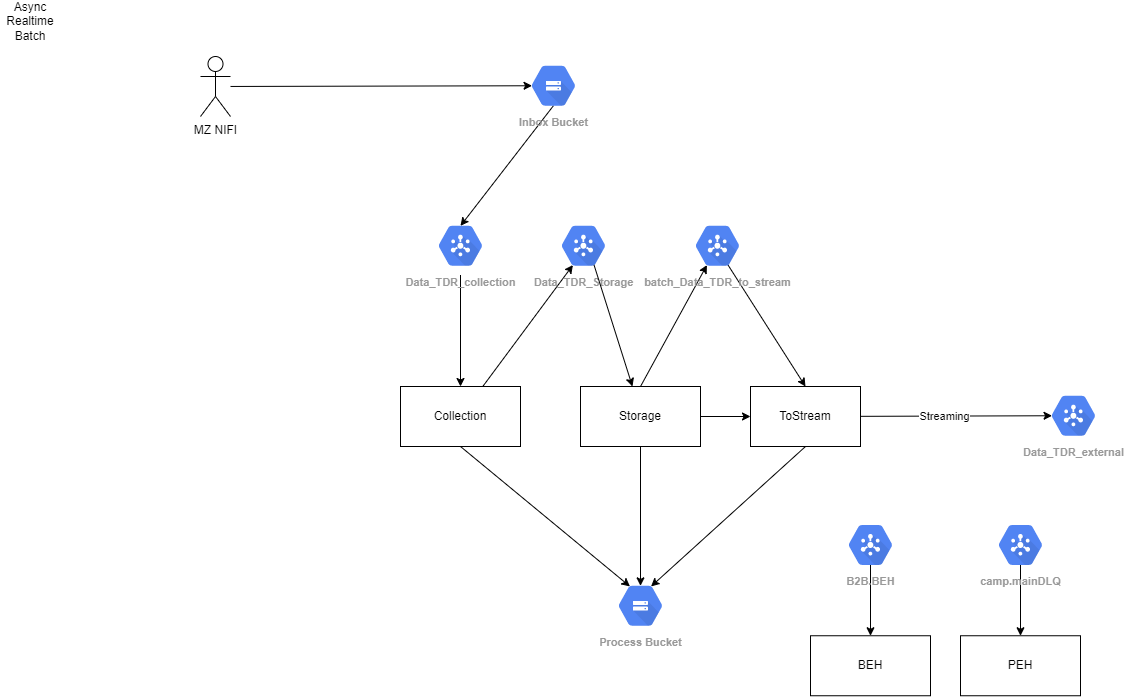 Async
Realtime
Batch
MZ NIFI
Inbox Bucket
Data_TDR_collection
Data_TDR_Storage
batch_Data_TDR_to_stream
Collection
Storage
ToStream
Streaming
Data_TDR_external
B2B.BEH
camp.mainDLQ
Process Bucket
BEH
PEH